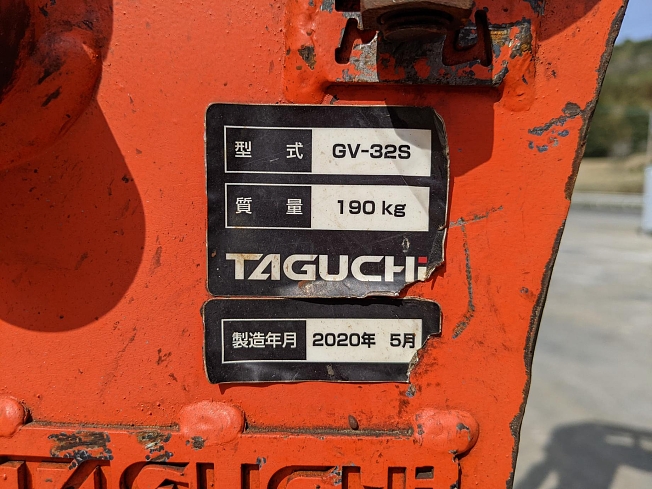 型 式 GV-32S
質 量 190 kg
TAGUCHi
製造年月 2020年 5月
TAGUCHI